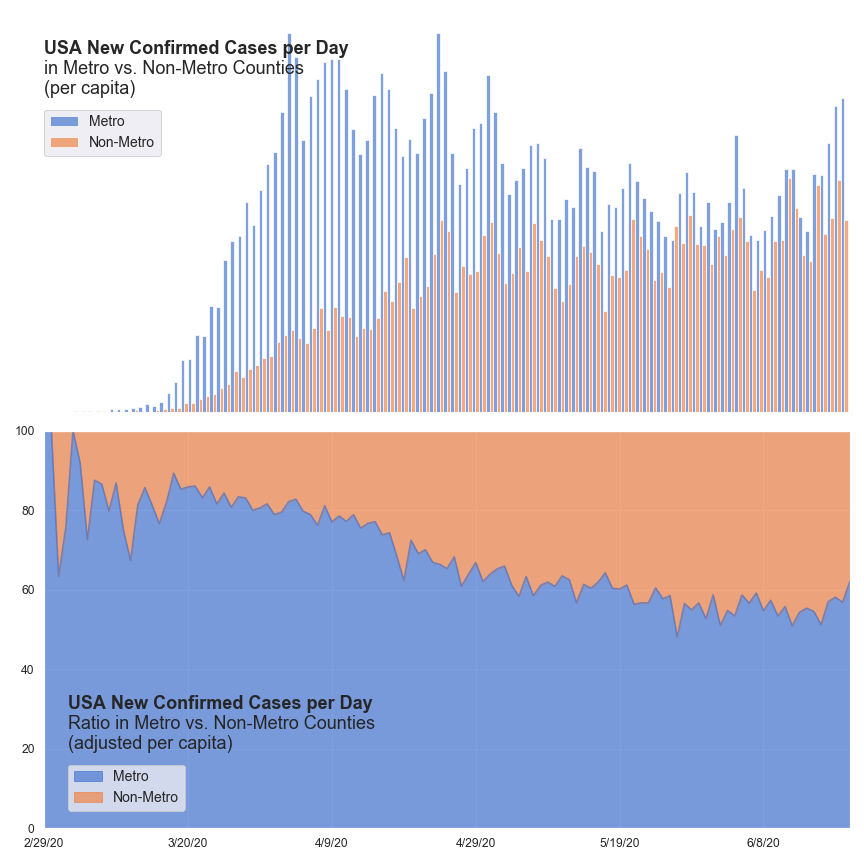 USA New Confirmed Cases per Day
in Metro vs. Non-Metro Counties
(per capita)
Metro
Non-Metro
100
80
60
40
20
0
USA New Confirmed Cases per Day
Ratio in Metro vs. Non-Metro Counties
(adjusted per capita)
Metro
Non-Metro
2/29/20 3/20/20 4/9/20 4/29/20 5/19/20 6/8/20